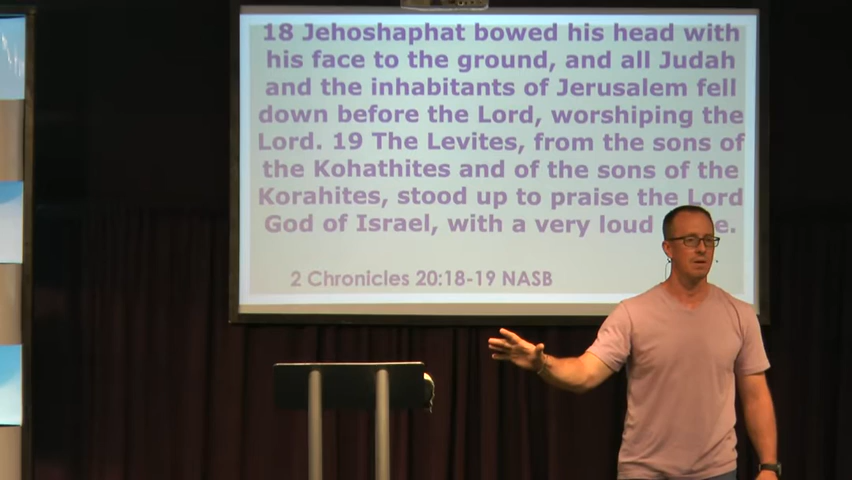 18 Jehoshaphat bowed his head with
his face to the ground, and all Judah
and the inhabitants of Jerusalem fell
down before the Lord, worshiping the
Lord. 19 The Levites, from the sons of
the Kohathites and of the sons of the
Korahites, stood up to praise the Lord
God of Israel, with a very loud
2 Chronicles 20:18-19 NASB